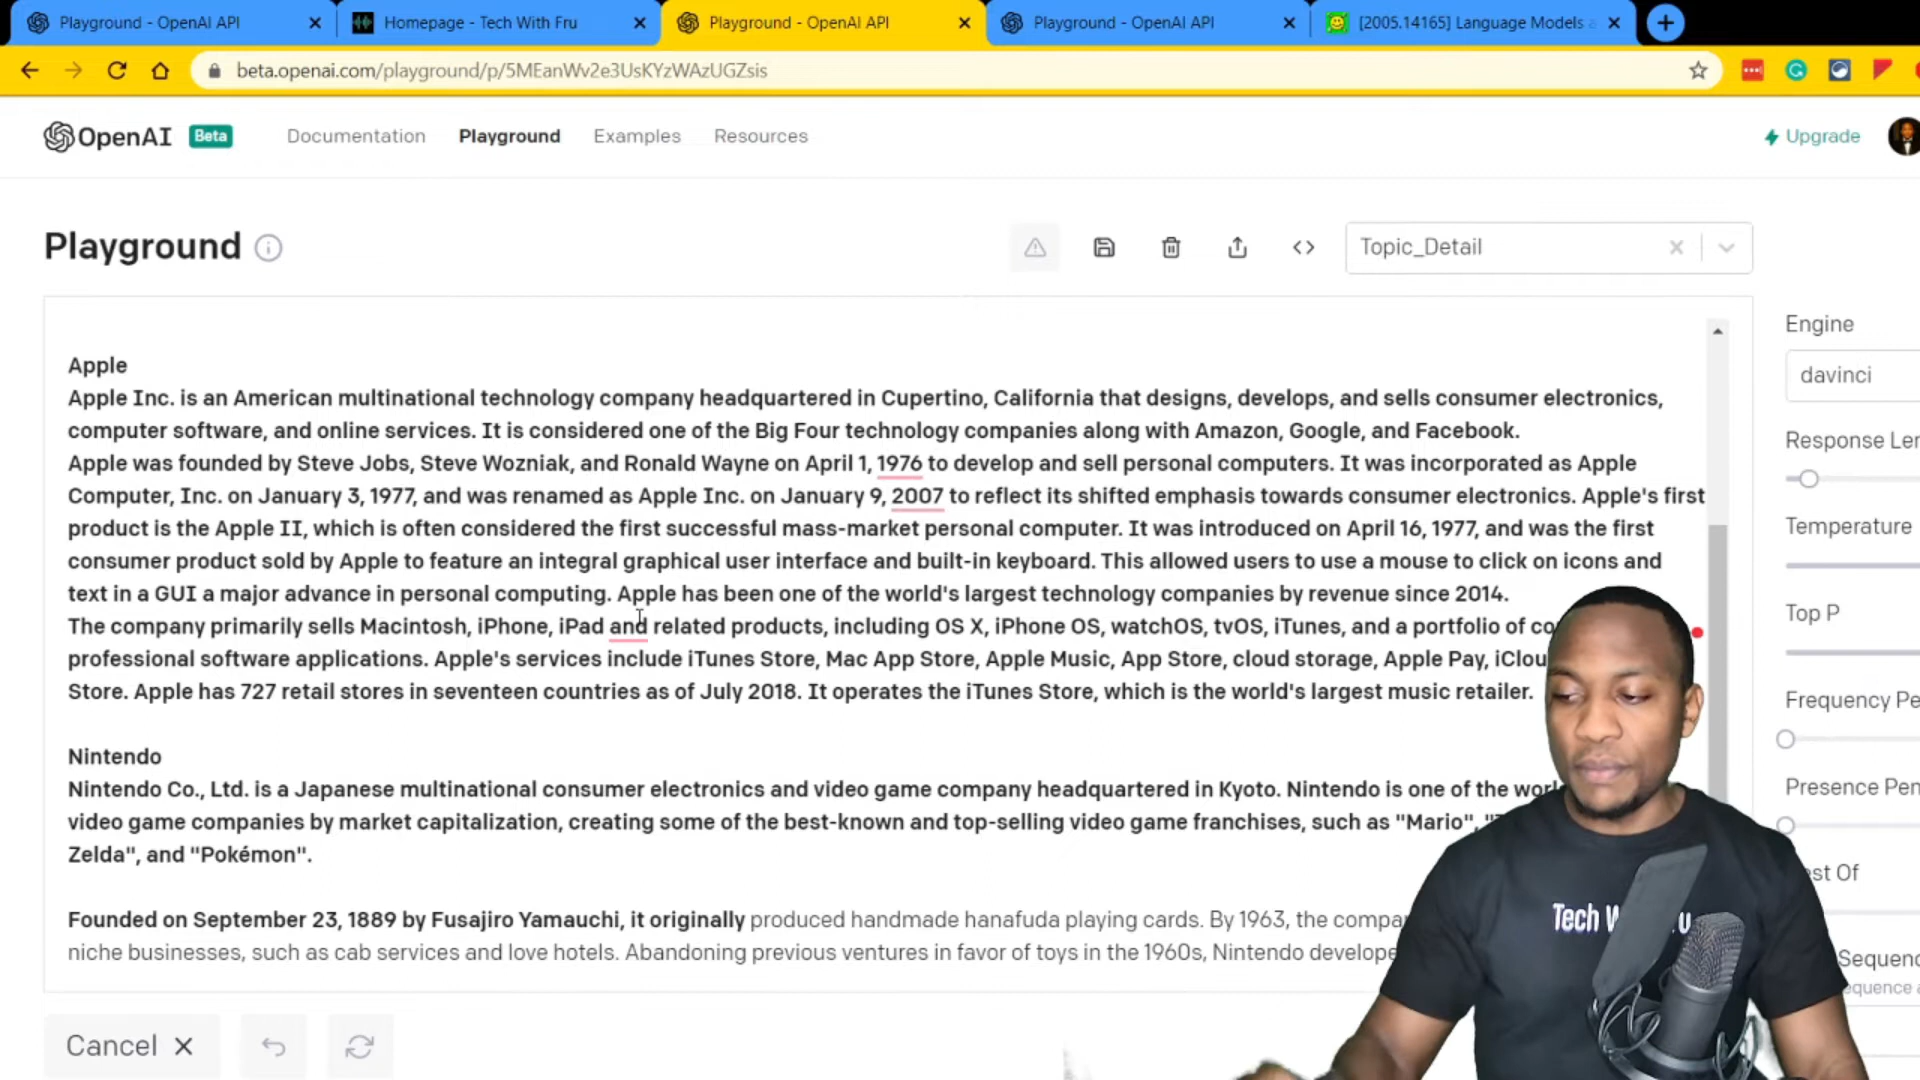 Playground - OpenAI API
Homepage - Tech With Fru
Playground - OpenAI API
Playground - OpenAI API
[2005.14165] Language Models
beta.openai.com/playground/p/5MEanWv2e3UsKYzWAzUGZsis
OpenAI Beta Documentation Playground Examples Resources Upgrade
Playground
Topic_Detail
Apple
Apple Inc. is an American multinational technology company headquartered in Cupertino, California that designs, develops, and sells consumer electronics,
computer software, and online services. It is considered one of the Big Four technology companies along with Amazon, Google, and Facebook.
Apple was founded by Steve Jobs, Steve Wozniak, and Ronald Wayne on April 1, 1976 to develop and sell personal computers. It was incorporated as Apple
Computer, Inc. on January 3, 1977, and was renamed as Apple Inc. on January 9, 2007 to reflect its shifted emphasis towards consumer electronics. Apple's first
product is the Apple II, which is often considered the first successful mass-market personal computer. It was introduced on April 16, 1977, and was the first
consumer product sold by Apple to feature an integral graphical user interface and built-in keyboard. This allowed users to use a mouse to click on icons and
text in a GUI a major advance in personal computing. Apple has been one of the world's largest technology companies by revenue since 2014.
The company primarily sells Macintosh, iPhone, iPad and related products, including OS X, iPhone OS, watchOS, tvOS, iTunes, and a portfolio of co
professional software applications. Apple's services include iTunes Store, Mac App Store, Apple Music, App Store, cloud storage, Apple Pay, iClou
Store. Apple has 727 retail stores in seventeen countries as of July 2018. It operates the iTunes Store, which is the world's largest music retailer.
Nintendo
Nintendo Co., Ltd. is a Japanese multinational consumer electronics and video game company headquartered in Kyoto. Nintendo is one of the worl
video game companies by market capitalization, creating some of the best-known and top-selling video game franchises, such as "Mario",
Zelda", and "Pokémon".
Founded on September 23, 1889 by Fusajiro Yamauchi, it originally produced handmade hanafuda playing cards. By 1963, the compa
niche businesses, such as cab services and love hotels. Abandoning previous ventures in favor of toys in the 1960s, Nintendo develope
Cancel
Engine
davinci
Response Len
Temperature
Top P
Frequency Pe
Presence Pen
est Of
Sequenc
equence a
Tech W u